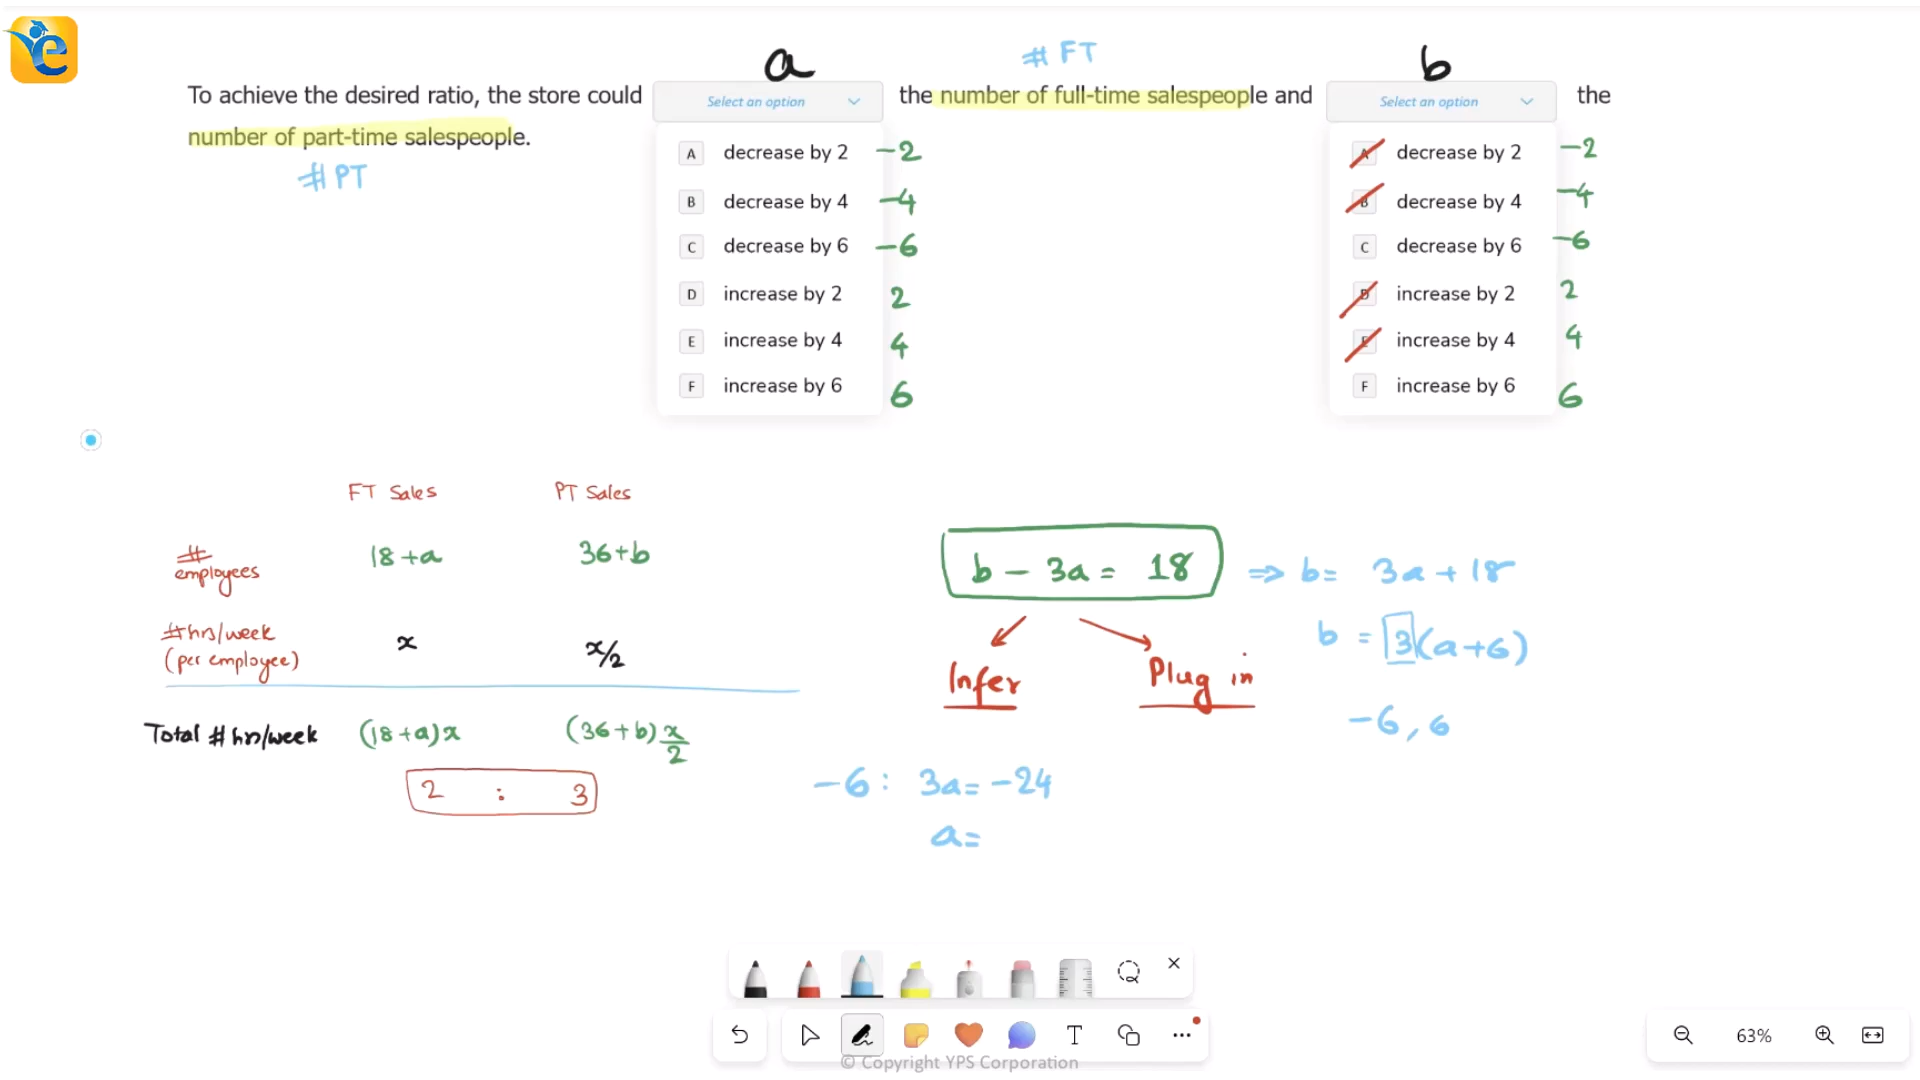 e
a
# FT
b
To achieve the desired ratio, the store could Select an option the number of full-time salespeople and Select an option the
number of part-time salespeople.
# PT
A decrease by 2 -2
B decrease by 4 -4
C decrease by 6 -6
D increase by 2 2
E increase by 4 4
F increase by 6 6
A decrease by 2 -2
B decrease by 4 -4
C decrease by 6 -6
D increase by 2 2
E increase by 4 4
F increase by 6 6
FT Sales PT Sales
# employees 18+a 36+b
#hrs/week
(per employee) x x/2
Total # hrs/week (18+a)x (36+b)x/2
2 : 3
b - 3a = 18 => b = 3a + 18
b = 3(a+6)
Infer Plug in
-6, 6
-6: 3a = -24
a =
63%
© Copyright YPS Corporation